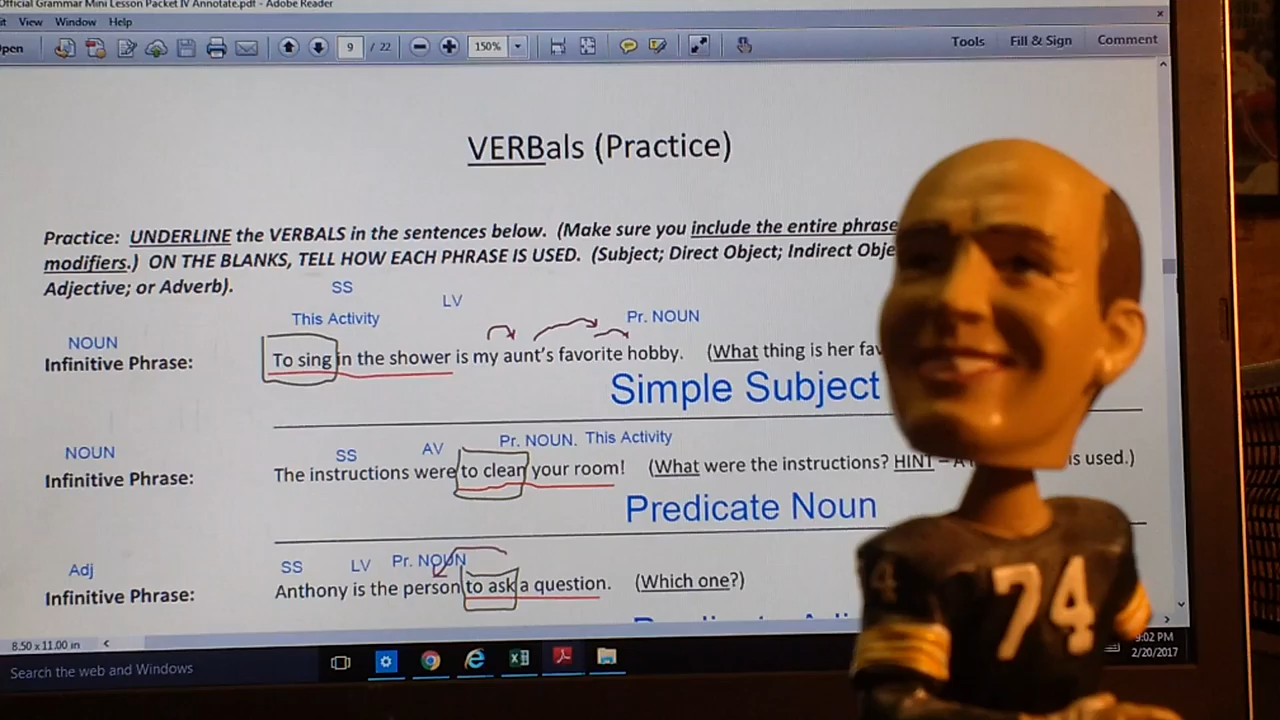 Official Grammar Mini Lesson Packet IV Annotate.pdf - Adobe Reader
View Window Help
9 / 22 150% Tools Fill & Sign Comment
VERBals (Practice)
Practice: UNDERLINE the VERBALS in the sentences below. (Make sure you include the entire phrase
modifiers.) ON THE BLANKS, TELL HOW EACH PHRASE IS USED. (Subject; Direct Object; Indirect
Adjective; or Adverb).
SS
LV
This Activity
Pr. NOUN
NOUN
Infinitive Phrase: To sing in the shower is my aunt's favorite hobby. (What thing is her
Simple Subject
NOUN
SS AV Pr. NOUN. This Activity
Infinitive Phrase: The instructions were to clean your room! (What were the instructions? HINT – is used.)
Predicate Noun
Adj
SS LV Pr. NOUN
Infinitive Phrase: Anthony is the person to ask a question. (Which one?)
8.50 x 11.00 in
Search the web and Windows
9:02 PM
2/20/2017
74